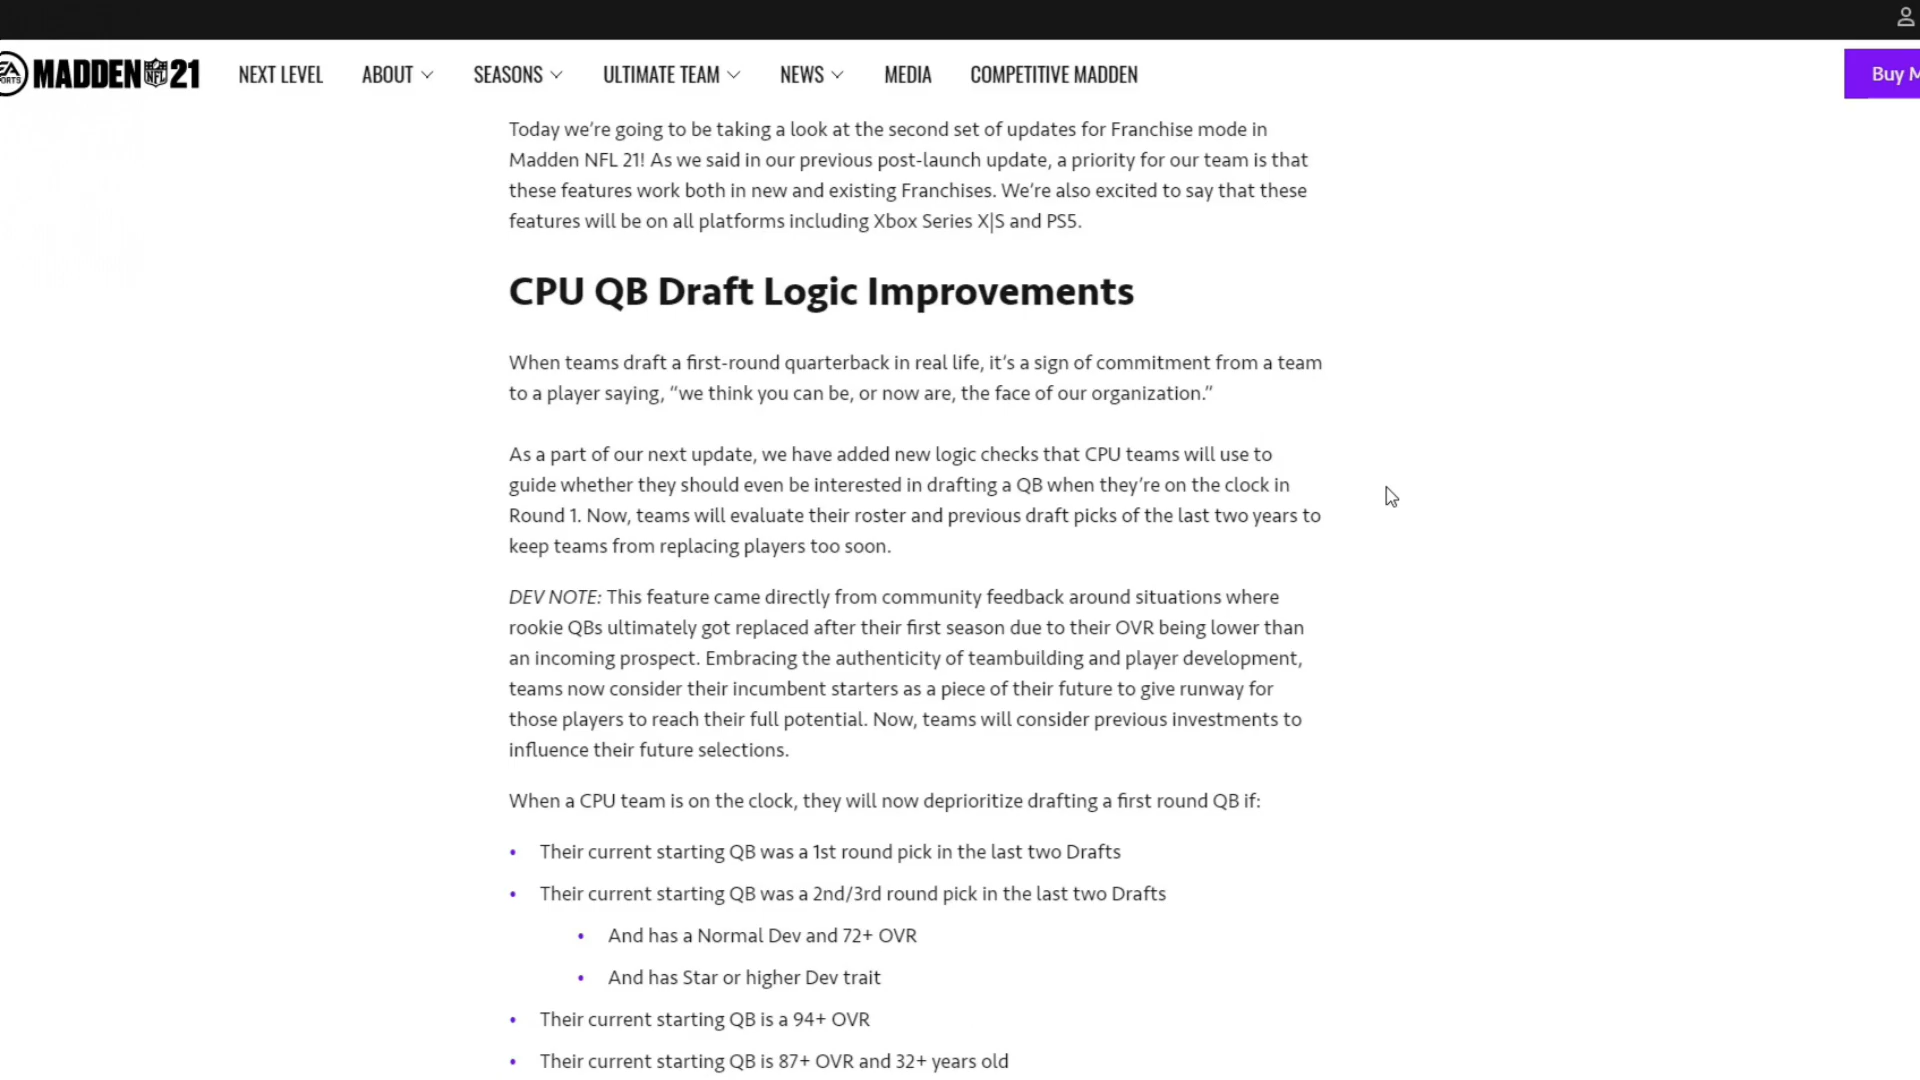 EA SPORTS MADDEN NFL 21 NEXT LEVEL ABOUT SEASONS ULTIMATE TEAM NEWS MEDIA COMPETITIVE MADDEN Buy M
Today we’re going to be taking a look at the second set of updates for Franchise mode in
Madden NFL 21! As we said in our previous post-launch update, a priority for our team is that
these features work both in new and existing Franchises. We’re also excited to say that these
features will be on all platforms including Xbox Series X|S and PS5.
CPU QB Draft Logic Improvements
When teams draft a first-round quarterback in real life, it’s a sign of commitment from a team
to a player saying, “we think you can be, or now are, the face of our organization.”
As a part of our next update, we have added new logic checks that CPU teams will use to
guide whether they should even be interested in drafting a QB when they’re on the clock in
Round 1. Now, teams will evaluate their roster and previous draft picks of the last two years to
keep teams from replacing players too soon.
DEV NOTE: This feature came directly from community feedback around situations where
rookie QBs ultimately got replaced after their first season due to their OVR being lower than
an incoming prospect. Embracing the authenticity of teambuilding and player development,
teams now consider their incumbent starters as a piece of their future to give runway for
those players to reach their full potential. Now, teams will consider previous investments to
influence their future selections.
When a CPU team is on the clock, they will now deprioritize drafting a first round QB if:
• Their current starting QB was a 1st round pick in the last two Drafts
• Their current starting QB was a 2nd/3rd round pick in the last two Drafts
• And has a Normal Dev and 72+ OVR
• And has Star or higher Dev trait
• Their current starting QB is a 94+ OVR
• Their current starting QB is 87+ OVR and 32+ years old